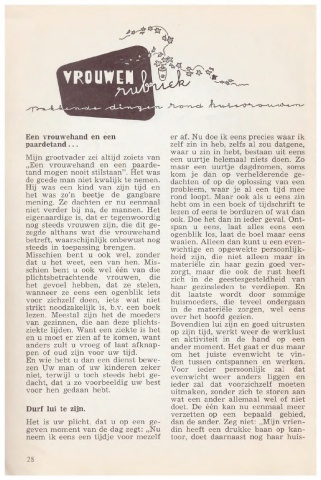 VROUWEN
rubriek
Pratende dingen rond huisvrouwen
Een vrouwehand en een
paardetand...
Mijn grootvader zei altijd zoiets van
„Een vrouwehand en een paarde-
tand mogen nooit stilstaan". Het was
de goede man niet kwalijk te nemen.
Hij was een kind van zijn tijd en
het was zo'n beetje de gangbare
mening. Ze dachten er nu eenmaal
niet verder bij na, de mannen. Het
eigenaardige is, dat er tegenwoordig
nog steeds vrouwen zijn, die dit ge-
zegde althans wat die vrouwehand
betreft, waarschijnlijk onbewust nog
steeds in toepassing brengen.
Misschien bent u ook wel, zonder
dat u het weet, een van hen. Mis-
schien bent u ook wel één van die
plichtsbetrachtende vrouwen, die
het gevoel hebben, dat ze stelen,
wanneer ze eens een ogenblik iets
voor zichzelf doen, iets wat niet
strikt noodzakelijk is, b.v. een boek
lezen. Meestal zijn het de moeders
van gezinnen, die aan deze plichts-
ziekte lijden. Want een ziekte is het
en u moet er zien af te komen, want
anders zult u vroeg of laat afknap-
pen of oud zijn voor uw tijd.
En wie hebt u dan een dienst bewe-
zen Uw man of uw kinderen zeker
niet, terwijl u toch steeds hebt ge-
dacht, dat u zo voorbeeldig uw best
voor hen gedaan hebt.
Durf lui te zijn.
Het is uw plicht, dat u op een ge-
geven moment van de dag zegt: „Nu
neem ik eens een tijdje voor mezelf
28
er af. Nu doe ik eens precies waar ik
zelf zin in heb, zelfs al zou datgene,
waar u zin in hebt, bestaan uit eens
een uurtje helemaal niets doen. Zo
maar een uurtje dagdromen, soms
kom je dan op verhelderende ge-
dachten of op de oplossing van een
probleem, waar je al een tijd mee
rond loopt. Maar ook als u eens zin
hebt om in een boek of tijdschrift te
lezen of eens te borduren of wat dan
ook. Doe het dan in ieder geval. Ont-
span u eens, laat alles eens een
ogenblik los, laat de boel maar eens
waaien. Alleen dan kunt u een even-
wichtige en opgewekte persoonlijk-
heid zijn, die niet alleen maar in
materiële zin haar gezin goed ver-
zorgt, maar die ook de rust heeft
zich in de geestesgesteldheid van
haar gezinsleden te verdiepen. En
dit laatste wordt door sommige
huismoeders, die teveel ondergaan
in de materiële zorgen, wel eens
over het hoofd gezien.
Bovendien lui zijn en goed uitrusten
op zijn tijd, werkt weer de werklust
en aktiviteit in de hand op een
ander moment. Het gaat er dus maar
om het juiste evenwicht te vin-
den tussen ontspannen en werken.
Voor ieder persoonlijk zal dat
evenwicht weer anders liggen en
ieder zal dat voorzichzelf moeten
uitmaken, zonder zich te storen aan
wat een ander allemaal wel of niet
doet. De één kan nu eenmaal meer
verzetten op een bepaald gebied,
dan de ander. Zeg niet: „Mijn vrien-
din heeft een drukke baan op kan-
toor, doet daarnaast nog haar huis-